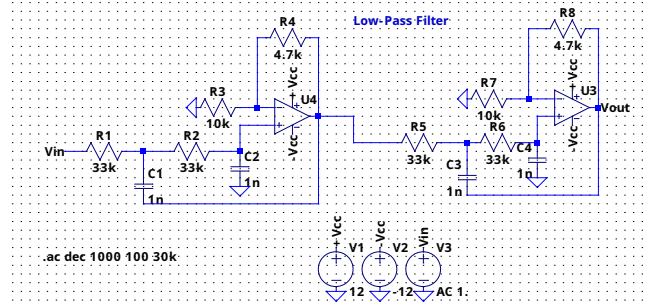 Low-Pass Filter
R4
4.7k
R8
4.7k
+Vcc
+Vcc
R3
10k
U4
R7
10k
U3
Vout
-Vcc
-Vcc
Vin
R1
33k
R2
33k
R5
33k
R6
33k
C1
1n
C2
1n
C3
1n
C4
1n
+Vcc
-Vcc
Vin
.ac dec 1000 100 30k
V1
12
V2
-12
V3
AC 1.